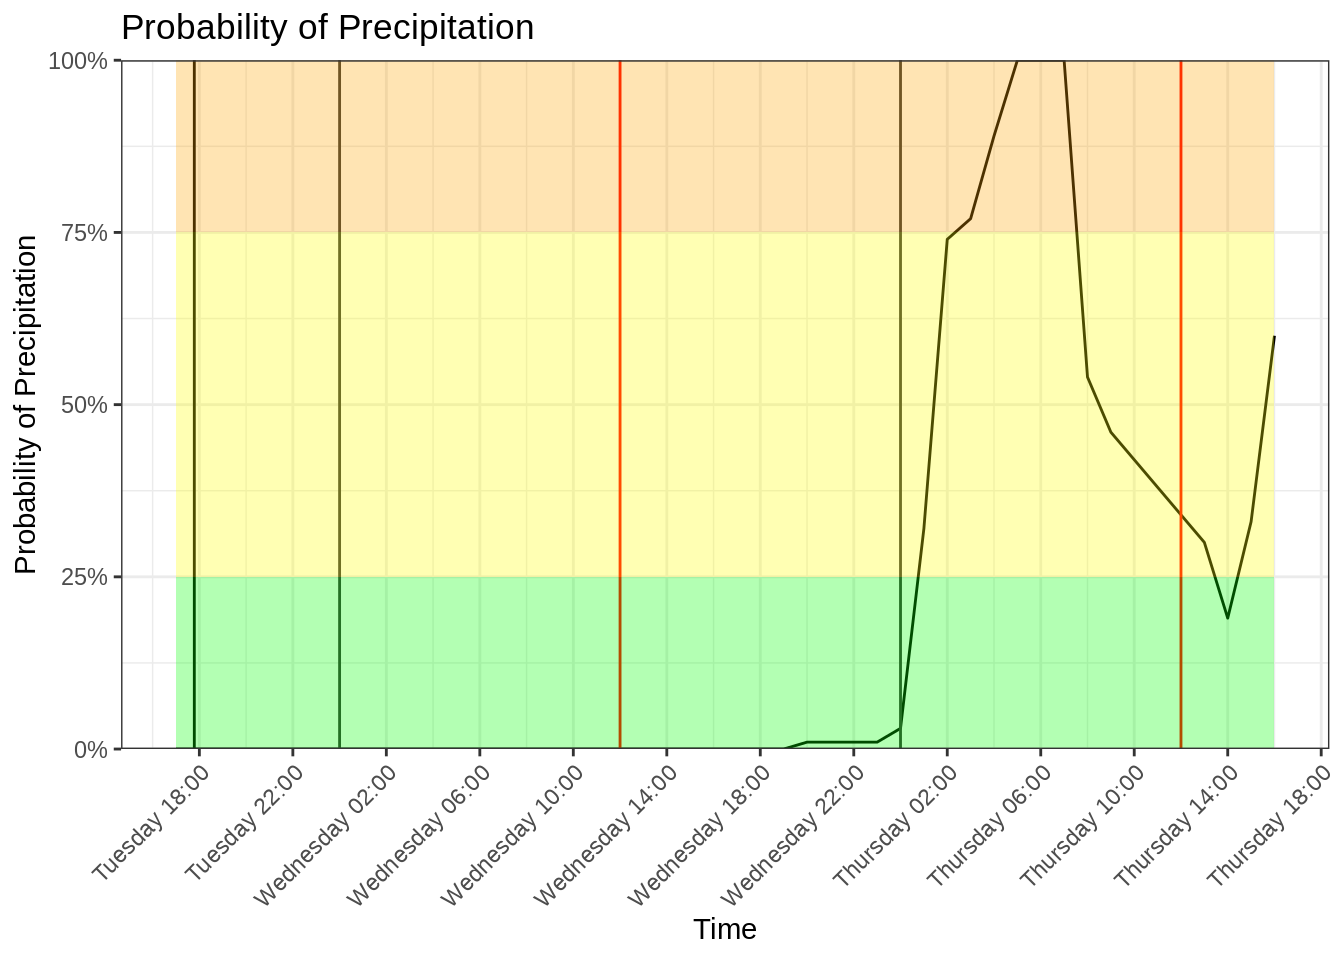 Probability of Precipitation
Probability of Precipitation
100%
75%
50%
25%
0%
Tuesday 18:00
Tuesday 22:00
Wednesday 02:00
Wednesday 06:00
Wednesday 10:00
Wednesday 14:00
Wednesday 18:00
Wednesday 22:00
Thursday 02:00
Thursday 06:00
Thursday 10:00
Thursday 14:00
Thursday 18:00
Time